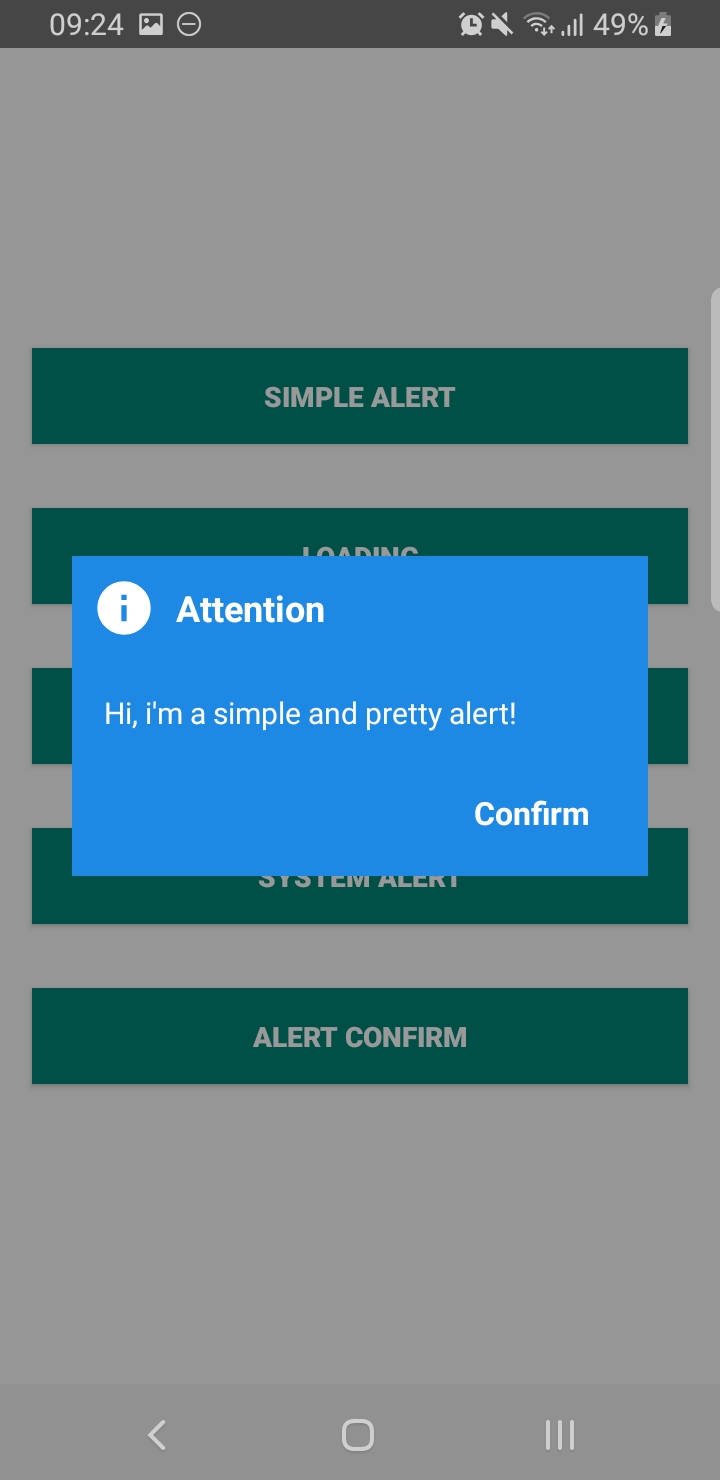 09:24 49%
SIMPLE ALERT
LOADING
Attention
Hi, i'm a simple and pretty alert!
Confirm
SYSTEM ALERT
ALERT CONFIRM